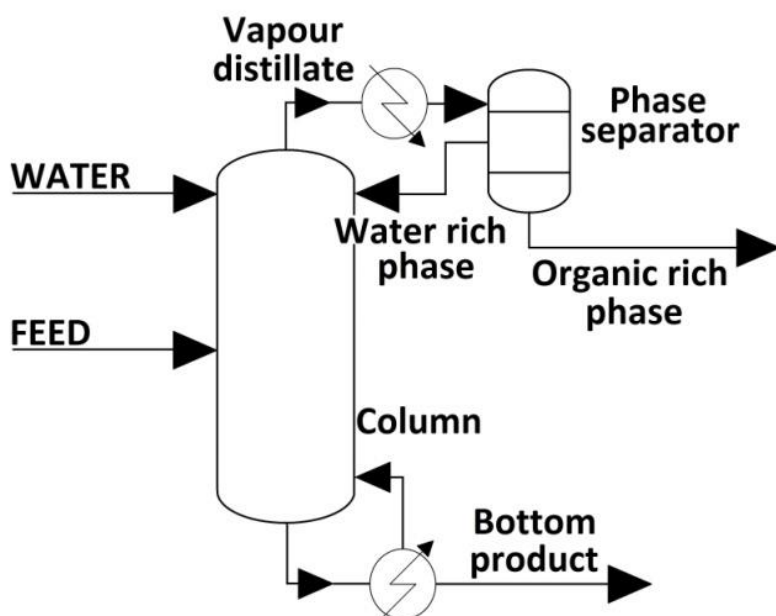 Vapour
distillate
Phase
separator
WATER
Water rich
phase
Organic rich
phase
FEED
Column
Bottom
product